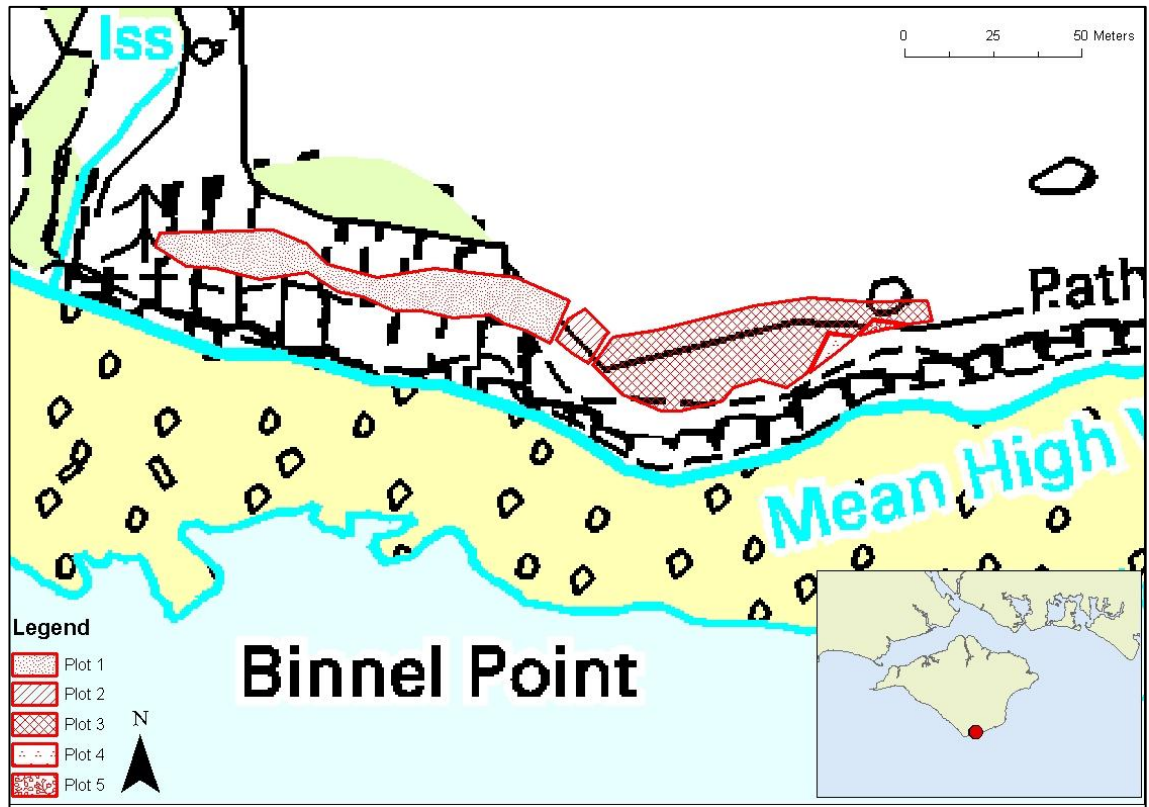 Iss
0 25 50 Meters
Path
Mean High
Binnel Point
Legend
Plot 1
Plot 2
Plot 3
Plot 4
Plot 5
N